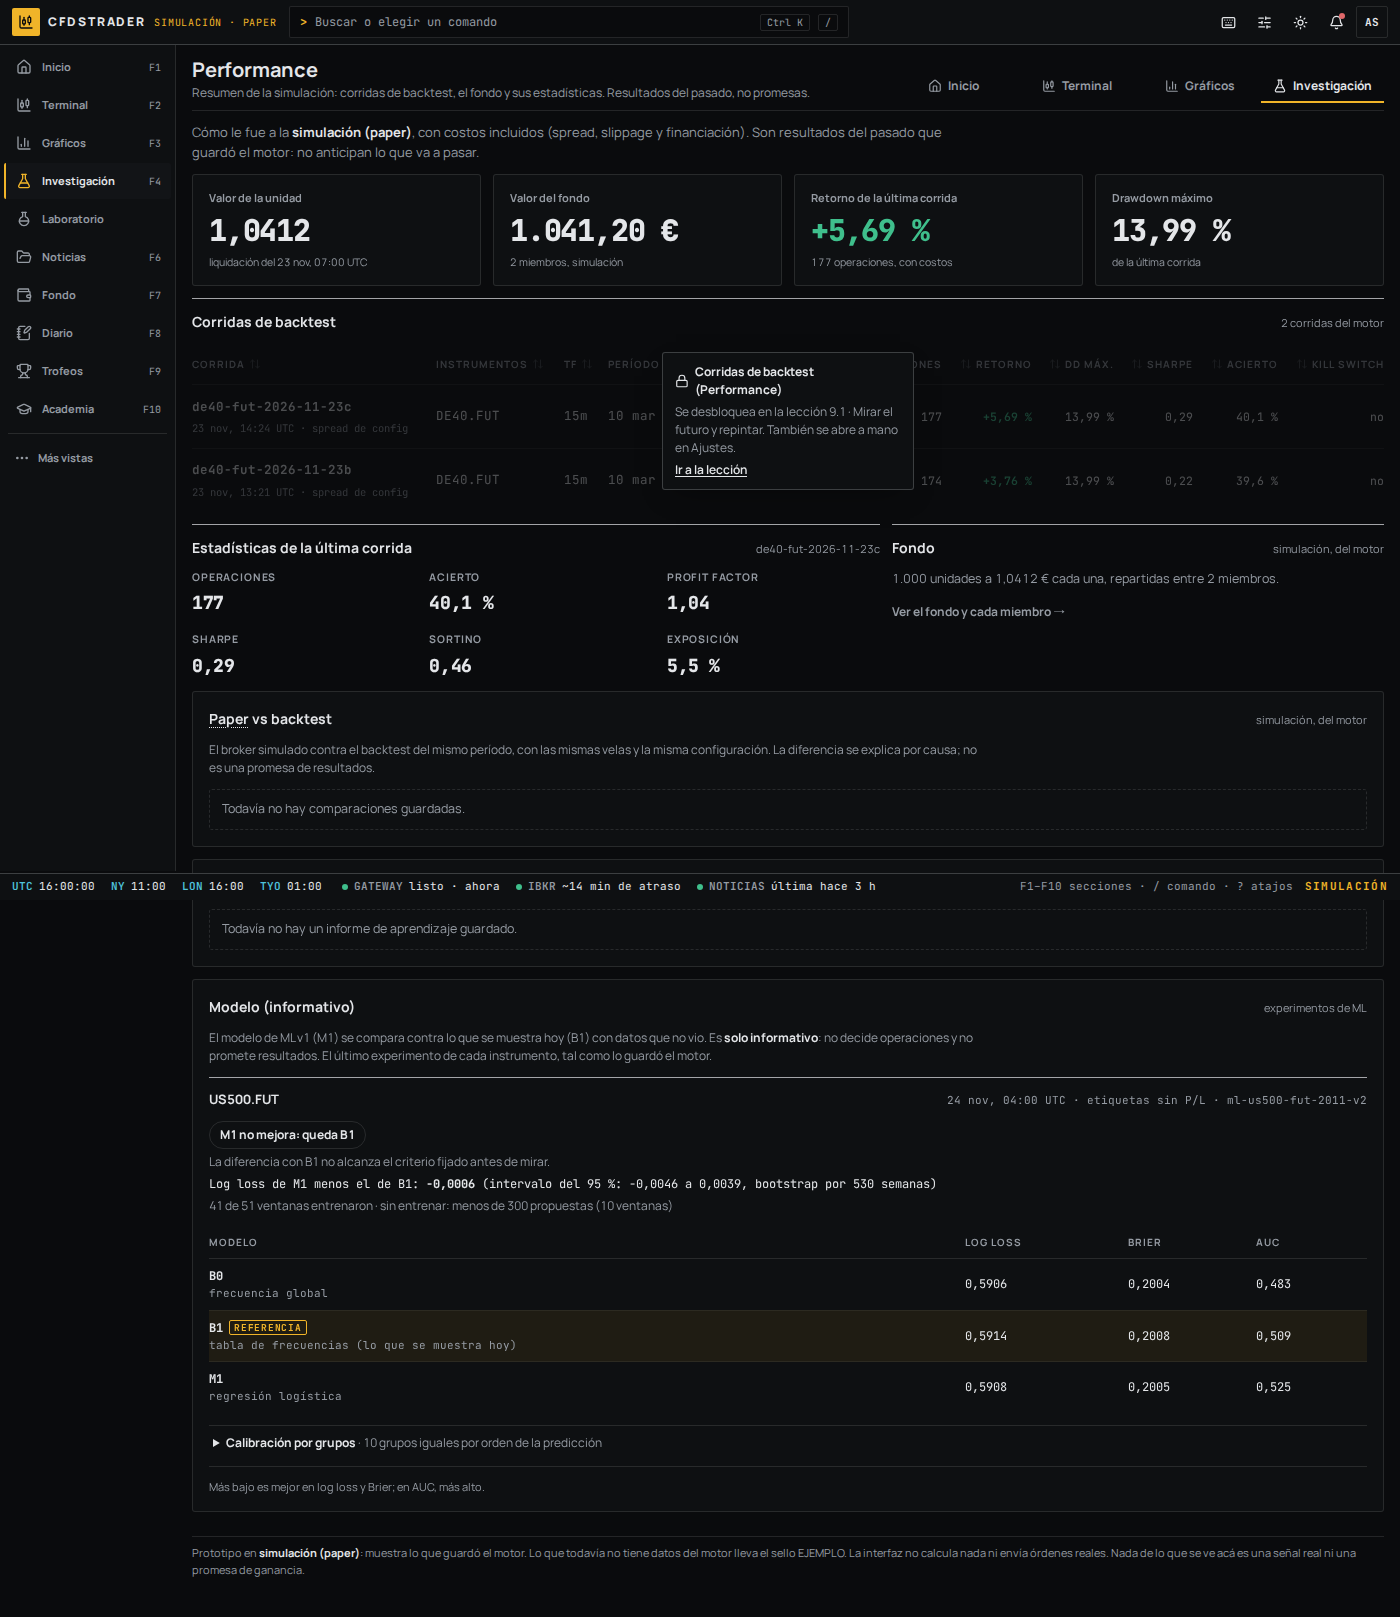 CFDSTRADER SIMULACIÓN · PAPER > Buscar o elegir un comando Ctrl K / AS
Inicio F1
Terminal F2
Gráficos F3
Investigación F4
Laboratorio
Noticias F6
Fondo F7
Diario F8
Trofeos F9
Academia F10
Más vistas
Performance
Resumen de la simulación: corridas de backtest, el fondo y sus estadísticas. Resultados del pasado, no promesas.
Inicio Terminal Gráficos Investigación
Cómo le fue a la simulación (paper), con costos incluidos (spread, slippage y financiación). Son resultados del pasado que
guardó el motor: no anticipan lo que va a pasar.
Valor de la unidad
1,0412
liquidación del 23 nov, 07:00 UTC
Valor del fondo
1.041,20 €
2 miembros, simulación
Retorno de la última corrida
+5,69 %
177 operaciones, con costos
Drawdown máximo
13,99 %
de la última corrida
Corridas de backtest 2 corridas del motor
CORRIDA INSTRUMENTOS TF PERÍODO ONES RETORNO DD MÁX. SHARPE ACIERTO KILL SWITCH
de40-fut-2026-11-23c DE40.FUT 15m 10 mar 177 +5,69 % 13,99 % 0,29 40,1 % no
23 nov, 14:24 UTC · spread de config
de40-fut-2026-11-23b DE40.FUT 15m 10 mar 174 +3,76 % 13,99 % 0,22 39,6 % no
23 nov, 13:21 UTC · spread de config
Corridas de backtest
(Performance)
Se desbloquea en la lección 9.1 · Mirar el
futuro y repintar. También se abre a mano
en Ajustes.
Ir a la lección
Estadísticas de la última corrida de40-fut-2026-11-23c
OPERACIONES ACIERTO PROFIT FACTOR
177 40,1 % 1,04
SHARPE SORTINO EXPOSICIÓN
0,29 0,46 5,5 %
Fondo simulación, del motor
1.000 unidades a 1,0412 € cada una, repartidas entre 2 miembros.
Ver el fondo y cada miembro →
Paper vs backtest simulación, del motor
El broker simulado contra el backtest del mismo período, con las mismas velas y la misma configuración. La diferencia se explica por causa; no
es una promesa de resultados.
Todavía no hay comparaciones guardadas.
UTC 16:00:00 NY 11:00 LON 16:00 TYO 01:00 GATEWAY listo · ahora IBKR ~14 min de atraso NOTICIAS última hace 3 h F1–F10 secciones · / comando · ? atajos SIMULACIÓN
Todavía no hay un informe de aprendizaje guardado.
Modelo (informativo) experimentos de ML
El modelo de ML v1 (M1) se compara contra lo que se muestra hoy (B1) con datos que no vio. Es solo informativo: no decide operaciones y no
promete resultados. El último experimento de cada instrumento, tal como lo guardó el motor.
US500.FUT 24 nov, 04:00 UTC · etiquetas sin P/L · ml-us500-fut-2011-v2
M1 no mejora: queda B1
La diferencia con B1 no alcanza el criterio fijado antes de mirar.
Log loss de M1 menos el de B1: -0,0006 (intervalo del 95 %: -0,0046 a 0,0039, bootstrap por 530 semanas)
41 de 51 ventanas entrenaron · sin entrenar: menos de 300 propuestas (10 ventanas)
MODELO LOG LOSS BRIER AUC
B0 0,5906 0,2004 0,483
frecuencia global
B1 REFERENCIA 0,5914 0,2008 0,509
tabla de frecuencias (lo que se muestra hoy)
M1 0,5908 0,2005 0,525
regresión logística
Calibración por grupos · 10 grupos iguales por orden de la predicción
Más bajo es mejor en log loss y Brier; en AUC, más alto.
Prototipo en simulación (paper): muestra lo que guardó el motor. Lo que todavía no tiene datos del motor lleva el sello EJEMPLO. La interfaz no calcula nada ni envía órdenes reales. Nada de lo que se ve acá es una señal real ni una
promesa de ganancia.